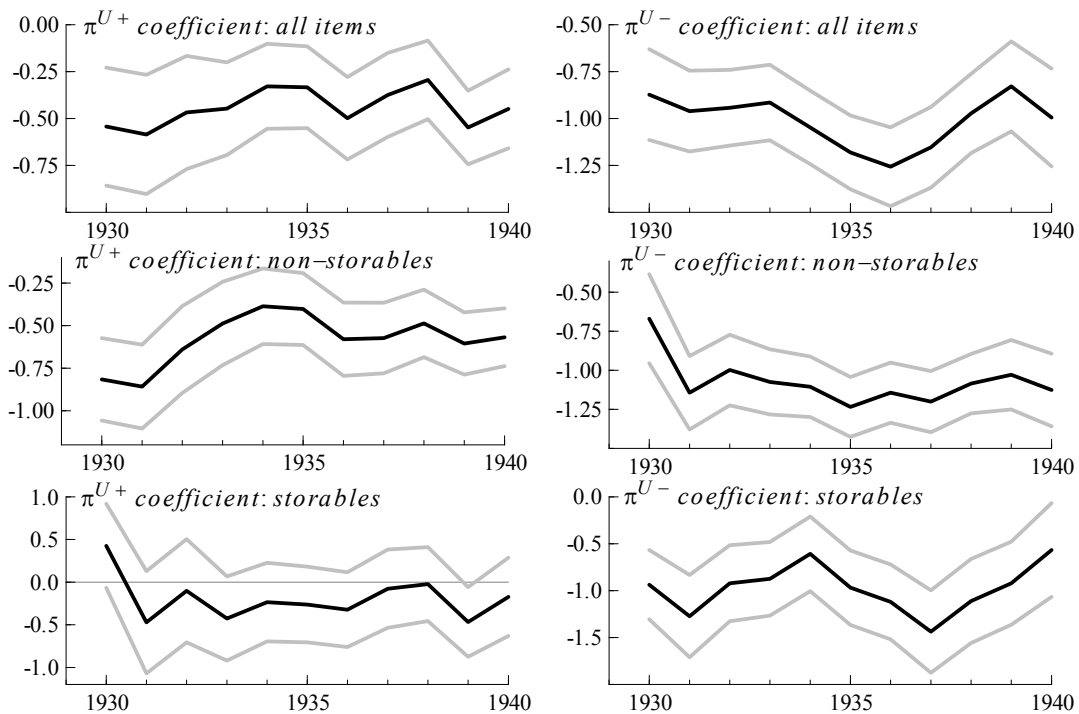 π^{U+} coefficient: all items
0.00
-0.25
-0.50
-0.75
1930 1935 1940
π^{U−} coefficient: all items
-0.50
-0.75
-1.00
-1.25
1930 1935 1940
π^{U+} coefficient: non−storables
-0.25
-0.50
-0.75
-1.00
1930 1935 1940
π^{U−} coefficient: non−storables
-0.50
-0.75
-1.00
-1.25
1930 1935 1940
π^{U+} coefficient: storables
1.0
0.5
0.0
-0.5
-1.0
1930 1935 1940
π^{U−} coefficient: storables
0.0
-0.5
-1.0
-1.5
1930 1935 1940